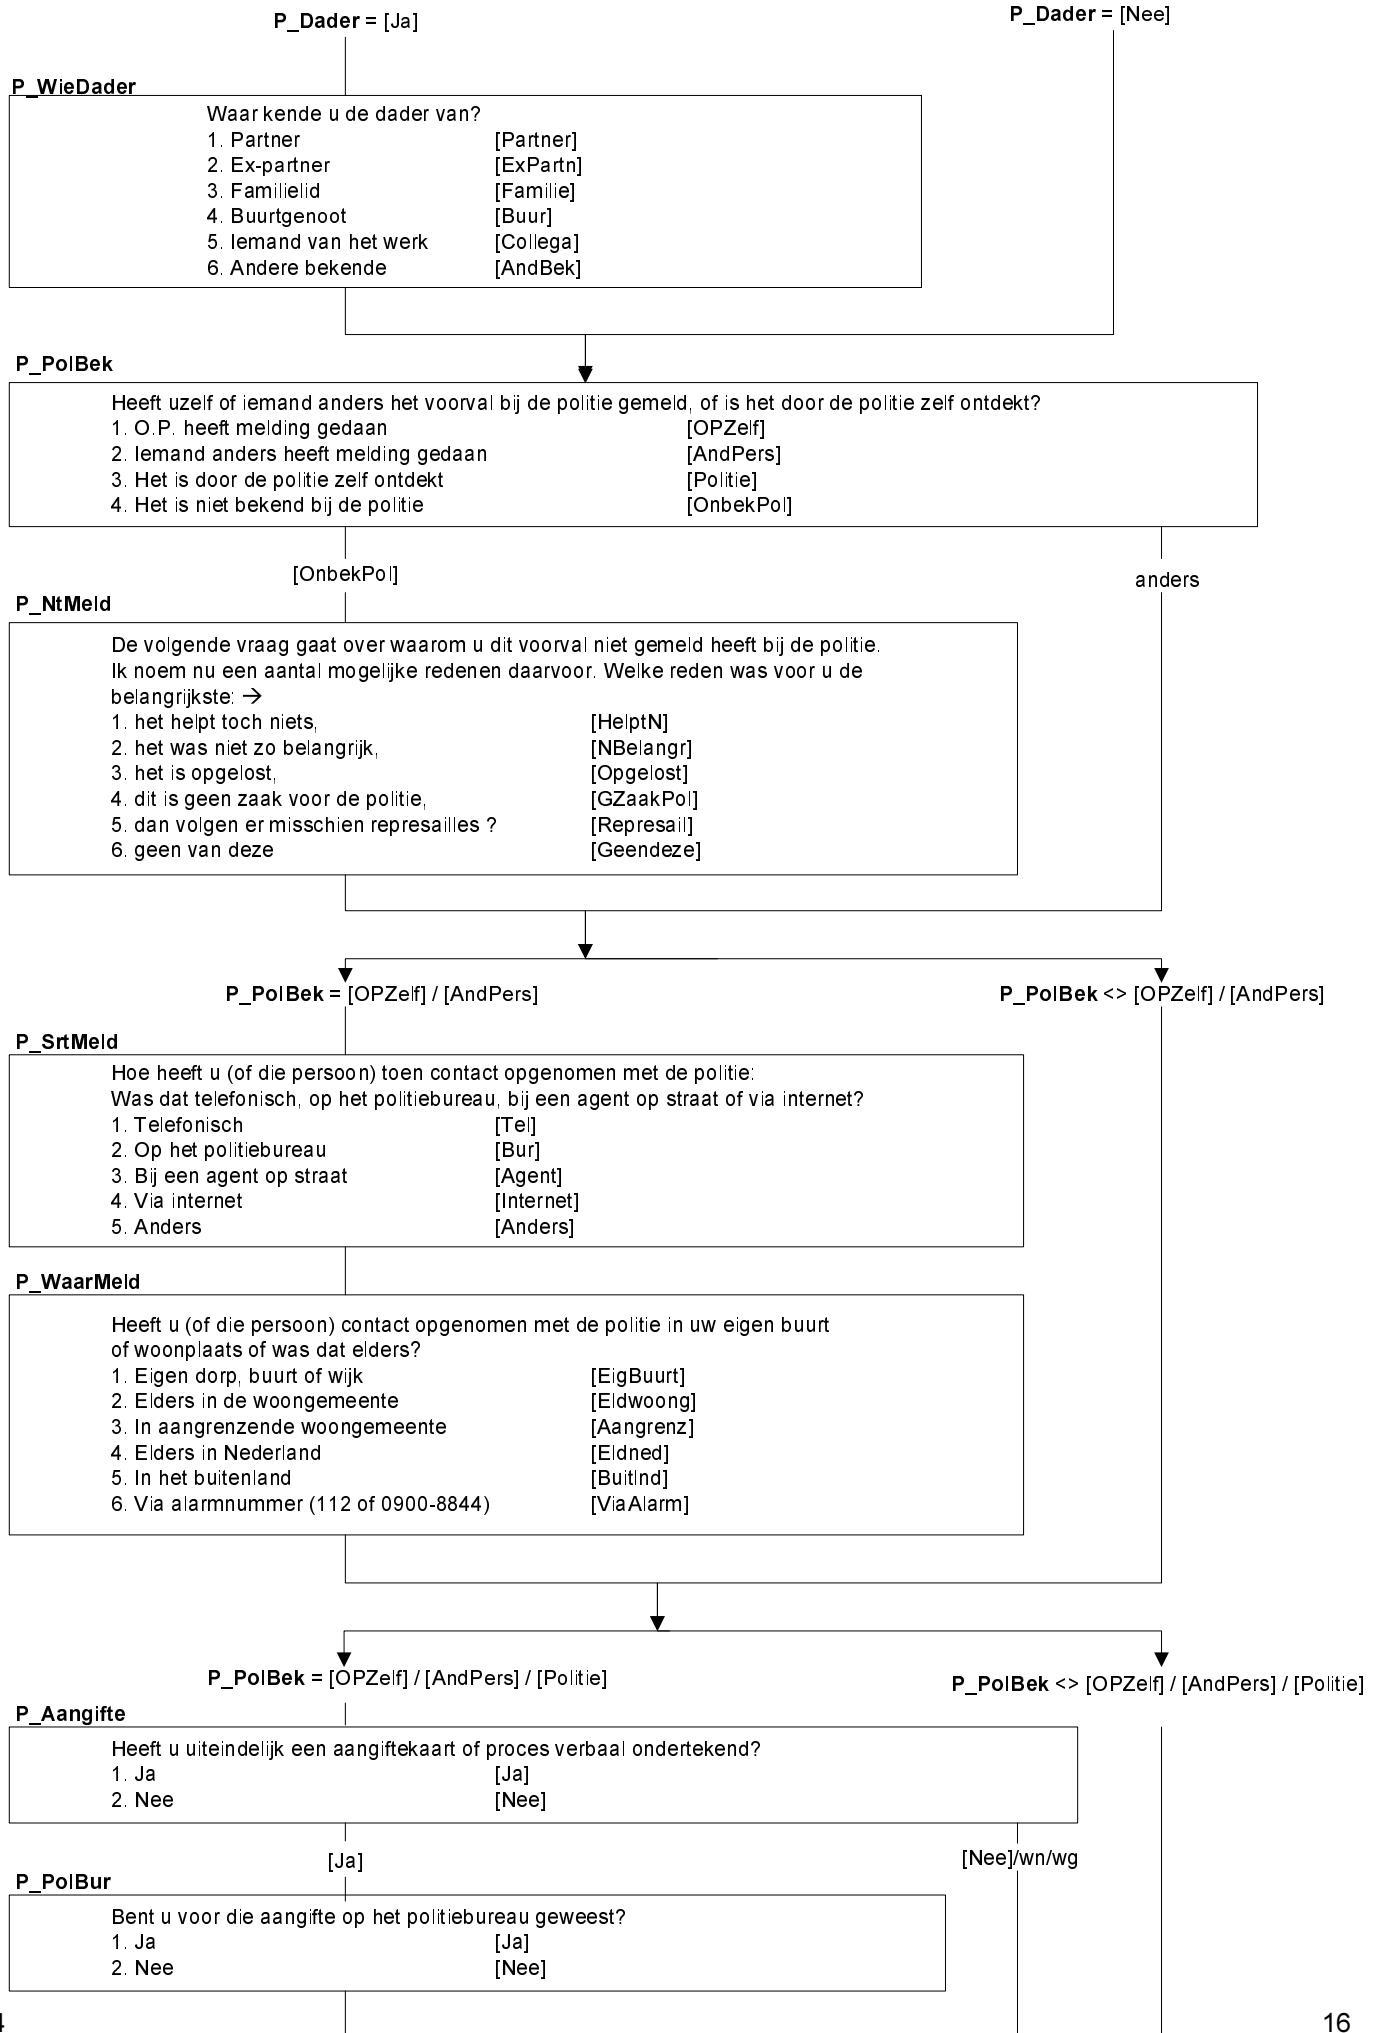 P_Dader = [Ja]
P_Dader = [Nee]
P_WieDader
Waar kende u de dader van?
1. Partner [Partner]
2. Ex-partner [ExPartn]
3. Familielid [Familie]
4. Buurtgenoot [Buur]
5. Iemand van het werk [Collega]
6. Andere bekende [AndBek]
P_PolBek
Heeft uzelf of iemand anders het voorval bij de politie gemeld, of is het door de politie zelf ontdekt?
1. O.P. heeft melding gedaan [OPZelf]
2. Iemand anders heeft melding gedaan [AndPers]
3. Het is door de politie zelf ontdekt [Politie]
4. Het is niet bekend bij de politie [OnbekPol]
[OnbekPol]
anders
P_NtMeld
De volgende vraag gaat over waarom u dit voorval niet gemeld heeft bij de politie.
Ik noem nu een aantal mogelijke redenen daarvoor. Welke reden was voor u de
belangrijkste: →
1. het helpt toch niets, [HelptN]
2. het was niet zo belangrijk, [NBelangr]
3. het is opgelost, [Opgelost]
4. dit is geen zaak voor de politie, [GZaakPol]
5. dan volgen er misschien represailles ? [Represail]
6. geen van deze [Geendeze]
P_PolBek = [OPZelf] / [AndPers]
P_PolBek <> [OPZelf] / [AndPers]
P_SrtMeld
Hoe heeft u (of die persoon) toen contact opgenomen met de politie:
Was dat telefonisch, op het politiebureau, bij een agent op straat of via internet?
1. Telefonisch [Tel]
2. Op het politiebureau [Bur]
3. Bij een agent op straat [Agent]
4. Via internet [Internet]
5. Anders [Anders]
P_WaarMeld
Heeft u (of die persoon) contact opgenomen met de politie in uw eigen buurt
of woonplaats of was dat elders?
1. Eigen dorp, buurt of wijk [EigBuurt]
2. Elders in de woongemeente [Eldwoong]
3. In aangrenzende woongemeente [Aangrenz]
4. Elders in Nederland [Eldned]
5. In het buitenland [Buitlnd]
6. Via alarmnummer (112 of 0900-8844) [ViaAlarm]
P_PolBek = [OPZelf] / [AndPers] / [Politie]
P_PolBek <> [OPZelf] / [AndPers] / [Politie]
P_Aangifte
Heeft u uiteindelijk een aangiftekaart of proces verbaal ondertekend?
1. Ja [Ja]
2. Nee [Nee]
[Ja]
[Nee]/wn/wg
P_PolBur
Bent u voor die aangifte op het politiebureau geweest?
1. Ja [Ja]
2. Nee [Nee]
4
16